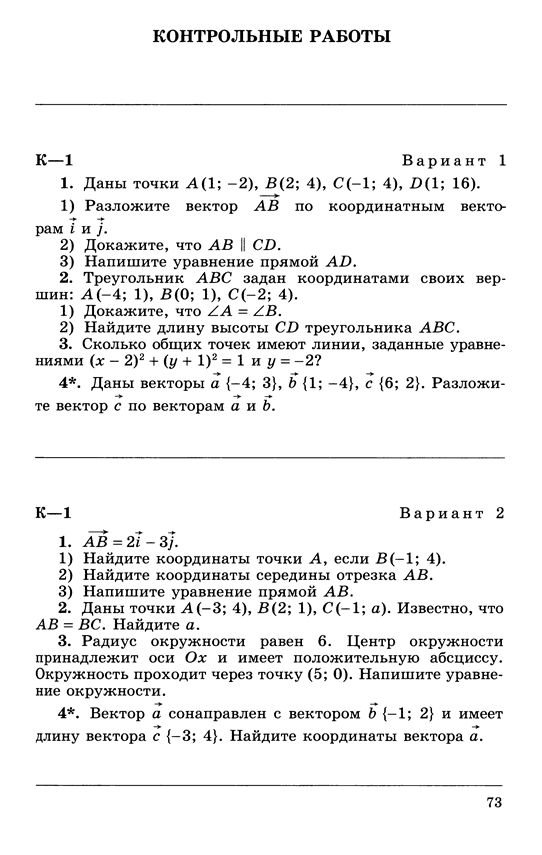 КОНТРОЛЬНЫЕ РАБОТЫ
К—1 Вариант 1
1. Даны точки A(1; −2), B(2; 4), C(−1; 4), D(1; 16).
1) Разложите вектор AB⃗ по координатным векто-
рам i⃗ и j⃗.
2) Докажите, что AB ∥ CD.
3) Напишите уравнение прямой AD.
2. Треугольник ABC задан координатами своих вер-
шин: A(−4; 1), B(0; 1), C(−2; 4).
1) Докажите, что ∠A = ∠B.
2) Найдите длину высоты CD треугольника ABC.
3. Сколько общих точек имеют линии, заданные уравне-
ниями (x − 2)² + (y + 1)² = 1 и y = −2?
4*. Даны векторы a⃗ {−4; 3}, b⃗ {1; −4}, c⃗ {6; 2}. Разложи-
те вектор c⃗ по векторам a⃗ и b⃗.
К—1 Вариант 2
1. AB⃗ = 2i⃗ − 3j⃗.
1) Найдите координаты точки A, если B(−1; 4).
2) Найдите координаты середины отрезка AB.
3) Напишите уравнение прямой AB.
2. Даны точки A(−3; 4), B(2; 1), C(−1; a). Известно, что
AB = BC. Найдите a.
3. Радиус окружности равен 6. Центр окружности
принадлежит оси Ox и имеет положительную абсциссу.
Окружность проходит через точку (5; 0). Напишите уравне-
ние окружности.
4*. Вектор a⃗ сонаправлен с вектором b⃗ {−1; 2} и имеет
длину вектора c⃗ {−3; 4}. Найдите координаты вектора a⃗.
73